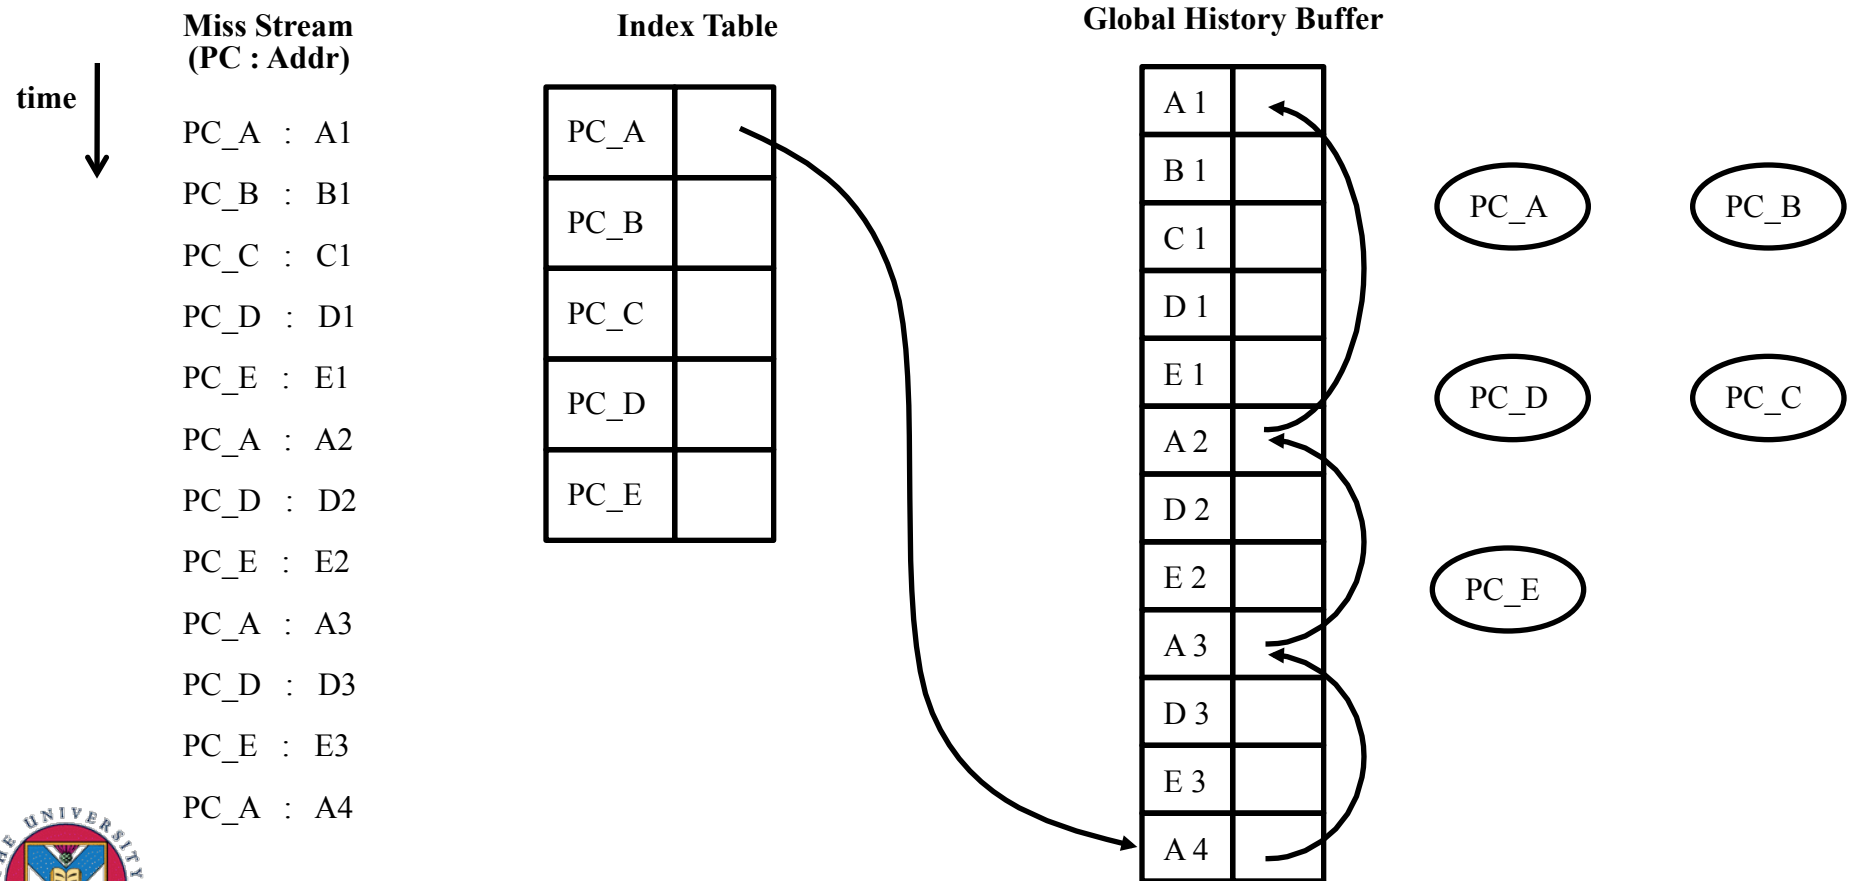 Miss Stream
(PC : Addr)
time
PC_A : A1
PC_B : B1
PC_C : C1
PC_D : D1
PC_E : E1
PC_A : A2
PC_D : D2
PC_E : E2
PC_A : A3
PC_D : D3
PC_E : E3
PC_A : A4
Index Table
PC_A
PC_B
PC_C
PC_D
PC_E
Global History Buffer
A 1
B 1
C 1
D 1
E 1
A 2
D 2
E 2
A 3
D 3
E 3
A 4
PC_A PC_B
PC_D PC_C
PC_E
THE UNIVERSITY